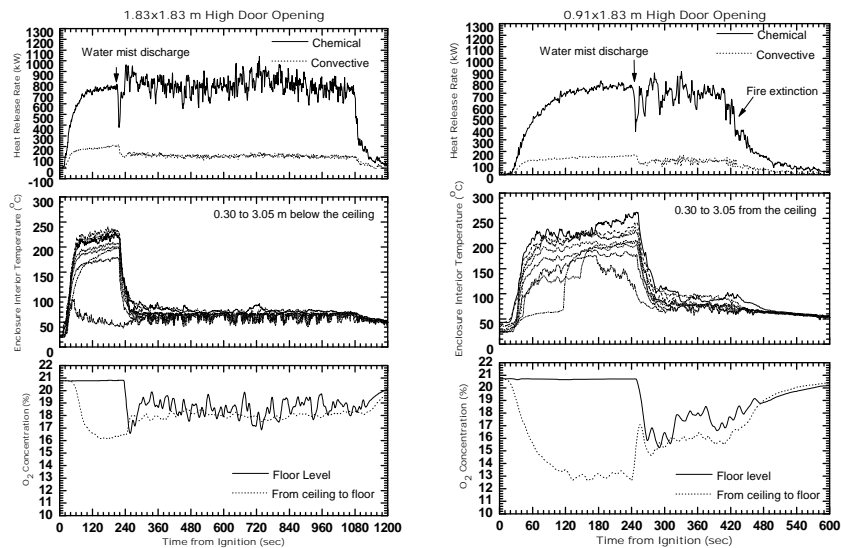 1.83x1.83 m High Door Opening
Heat Release Rate (kW)
1300
1200
1100
1000
900
800
700
600
500
400
300
200
100
0
-100
Water mist discharge
Chemical
Convective
Enclosure Interior Temperature (°C)
300
250
200
150
100
50
0
0.30 to 3.05 m below the ceiling
O2 Concentration (%)
22
21
20
19
18
17
16
15
14
13
12
11
10
Floor Level
From ceiling to floor
0 120 240 360 480 600 720 840 960 1080 1200
Time from Ignition (sec)
0.91x1.83 m High Door Opening
Heat Release Rate (kW)
1300
1200
1100
1000
900
800
700
600
500
400
300
200
100
0
Water mist discharge
Chemical
Convective
Fire extinction
Enclosure Interior Temperature (°C)
300
250
200
150
100
50
0
0.30 to 3.05 from the ceiling
O2 Concentration (%)
22
21
20
19
18
17
16
15
14
13
12
11
10
Floor level
From ceiling to floor
0 60 120 180 240 300 360 420 480 540 600
Time from Ignition (sec)